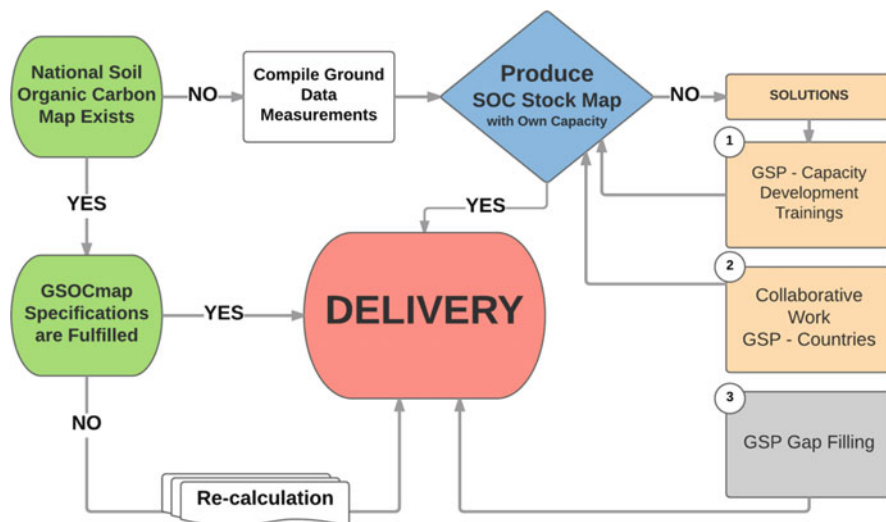 National Soil
Organic Carbon
Map Exists
NO
Compile Ground
Data
Measurements
Produce
SOC Stock Map
with Own Capacity
NO
SOLUTIONS
1
GSP - Capacity
Development
Trainings
YES
YES
2
Collaborative
Work
GSP - Countries
GSOCmap
Specifications
are Fulfilled
YES
DELIVERY
3
GSP Gap Filling
NO
Re-calculation